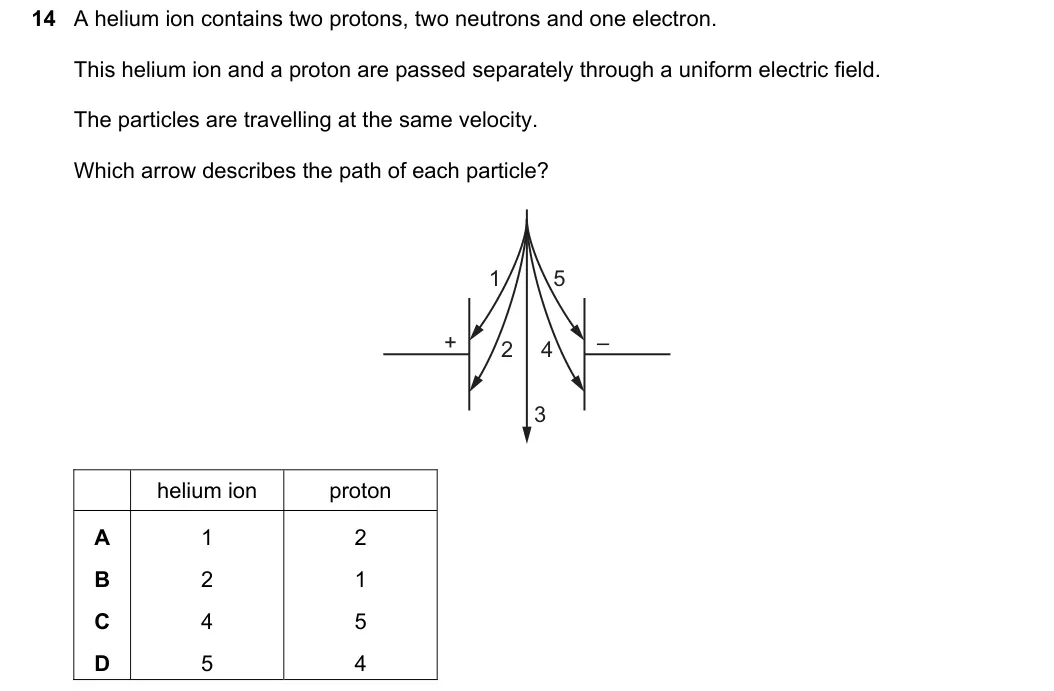 14 A helium ion contains two protons, two neutrons and one electron.
This helium ion and a proton are passed separately through a uniform electric field.
The particles are travelling at the same velocity.
Which arrow describes the path of each particle?
1 5
+ 2 4 –
3
helium ion proton
A 1 2
B 2 1
C 4 5
D 5 4